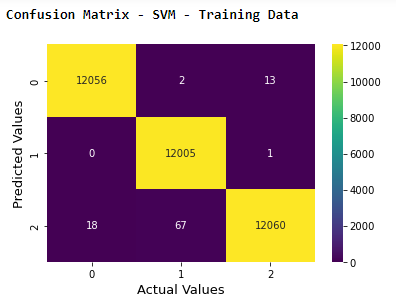 Confusion Matrix - SVM - Training Data
12000
10000
8000
6000
4000
2000
0
Predicted Values
0 12056 2 13
1 0 12005 1
2 18 67 12060
0 1 2
Actual Values